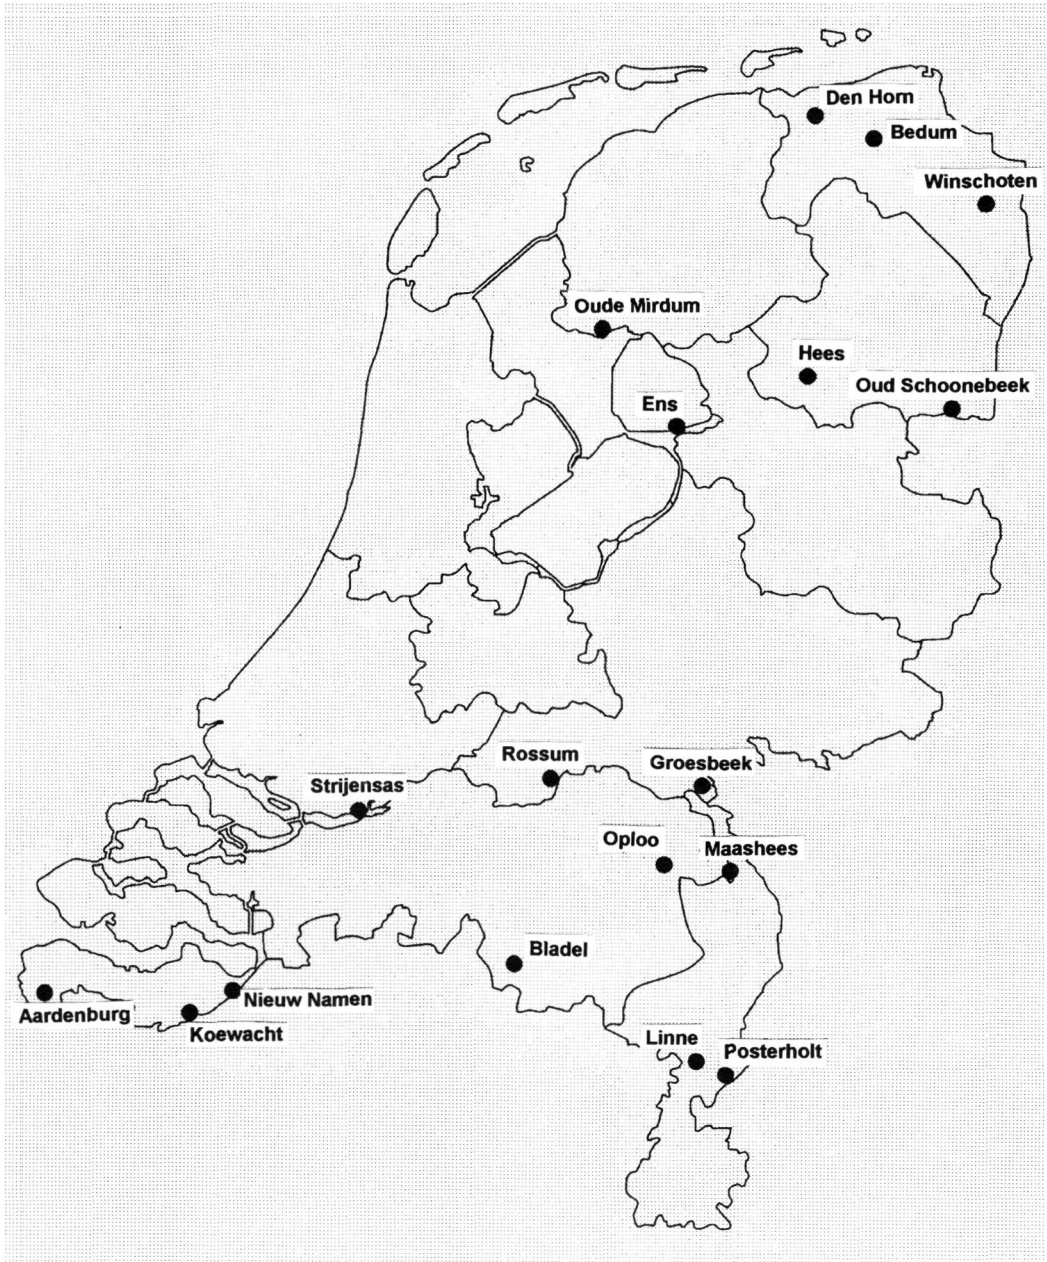 Den Horn
Bedum
Winschoten
Oude Mirdum
Hees
Oud Schoonebeek
Ens
Rossum
Groesbeek
Strijensas
Oploo
Maashees
Bladel
Nieuw Namen
Aardenburg
Koewacht
Linne
Posterholt